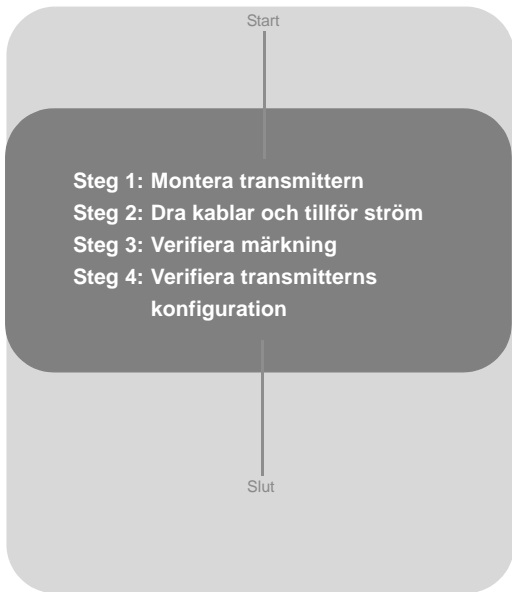 Start
Steg 1: Montera transmittern
Steg 2: Dra kablar och tillför ström
Steg 3: Verifiera märkning
Steg 4: Verifiera transmitterns
konfiguration
Slut